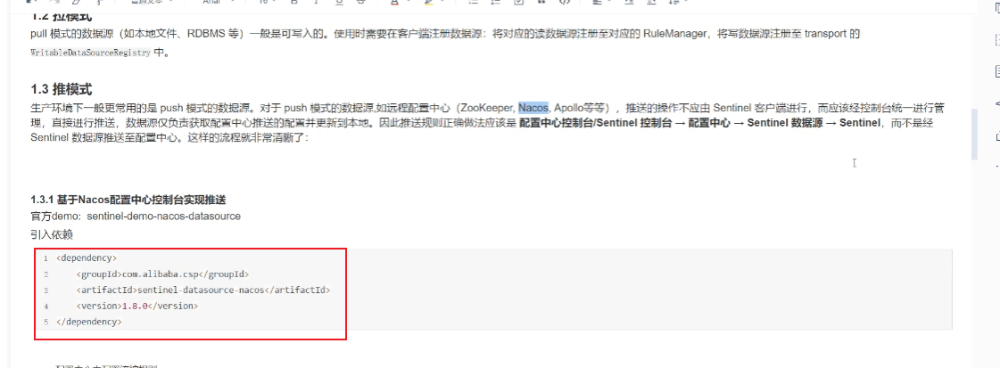 1.2 拉模式
pull 模式的数据源（如本地文件、RDBMS 等）一般是可写入的。使用时需要在客户端注册数据源：将对应的读数据源注册至对应的 RuleManager，将写数据源注册至 transport 的
WritableDataSourceRegistry 中。
1.3 推模式
生产环境下一般更常用的是 push 模式的数据源。对于 push 模式的数据源,如远程配置中心（ZooKeeper, Nacos, Apollo等等），推送的操作不应由 Sentinel 客户端进行，而应该经控制台统一进行管
理，直接进行推送，数据源仅负责获取配置中心推送的配置并更新到本地。因此推送规则正确做法应该是 配置中心控制台/Sentinel 控制台 → 配置中心 → Sentinel 数据源 → Sentinel，而不是经
Sentinel 数据源推送至配置中心。这样的流程就非常清晰了：
1.3.1 基于Nacos配置中心控制台实现推送
官方demo: sentinel-demo-nacos-datasource
引入依赖
1 <dependency>
2 <groupId>com.alibaba.csp</groupId>
3 <artifactId>sentinel-datasource-nacos</artifactId>
4 <version>1.8.0</version>
5 </dependency>